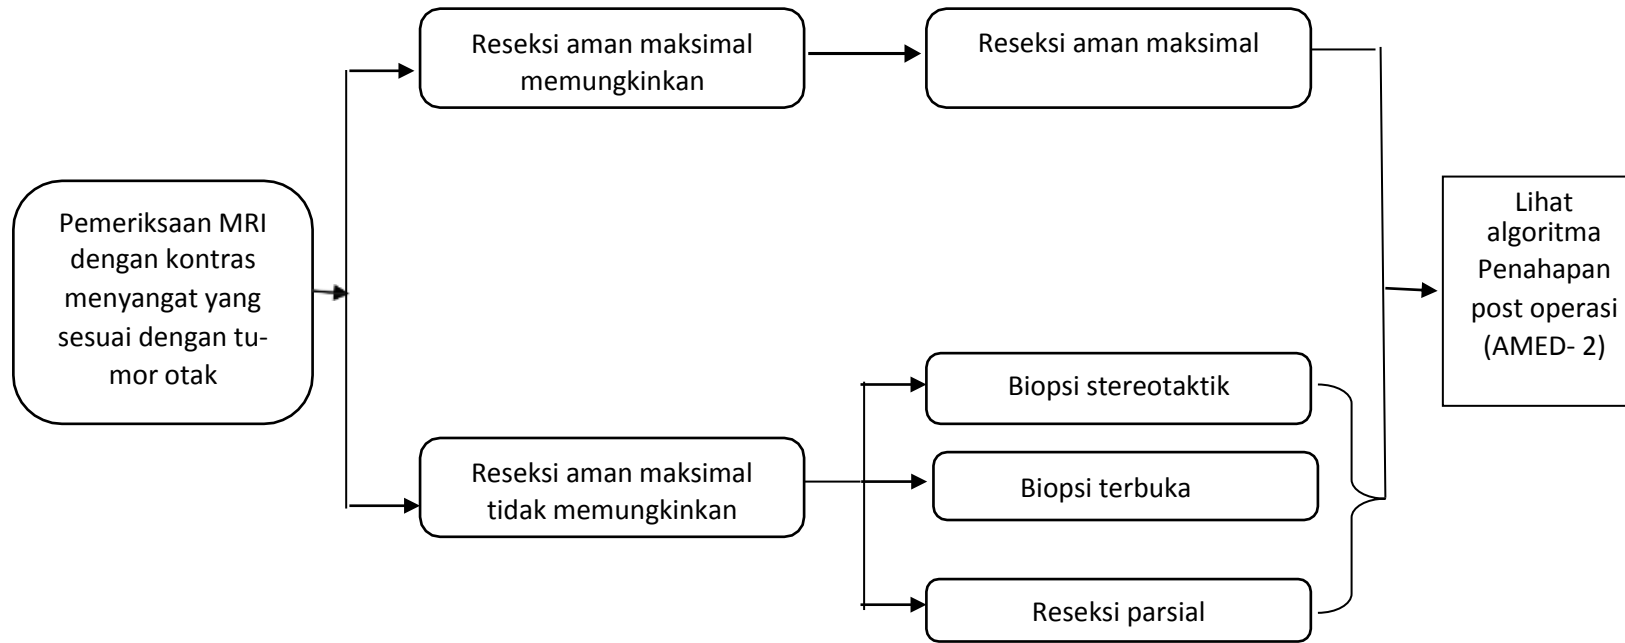 Reseksi aman maksimal
memungkinkan
Reseksi aman maksimal
Pemeriksaan MRI
dengan kontras
menyangat yang
sesuai dengan tu-
mor otak
Lihat
algoritma
Penahapan
post operasi
(AMED- 2)
Reseksi aman maksimal
tidak memungkinkan
Biopsi stereotaktik
Biopsi terbuka
Reseksi parsial